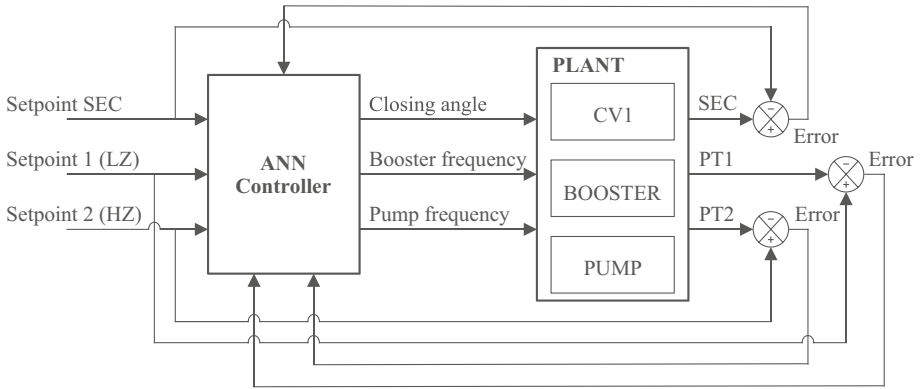 PLANT
Setpoint SEC
Closing angle
CV1
SEC
−
+
Error
Setpoint 1 (LZ)
ANN
Controller
Booster frequency
BOOSTER
PT1
−
+
Error
Setpoint 2 (HZ)
Pump frequency
PUMP
PT2
−
+
Error